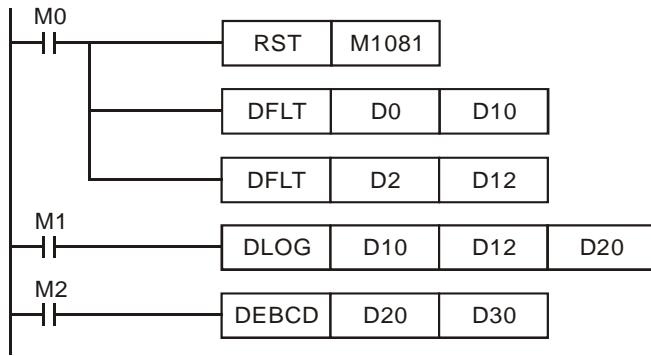 M0
RST M1081
DFLT D0 D10
DFLT D2 D12
M1
DLOG D10 D12 D20
M2
DEBCD D20 D30